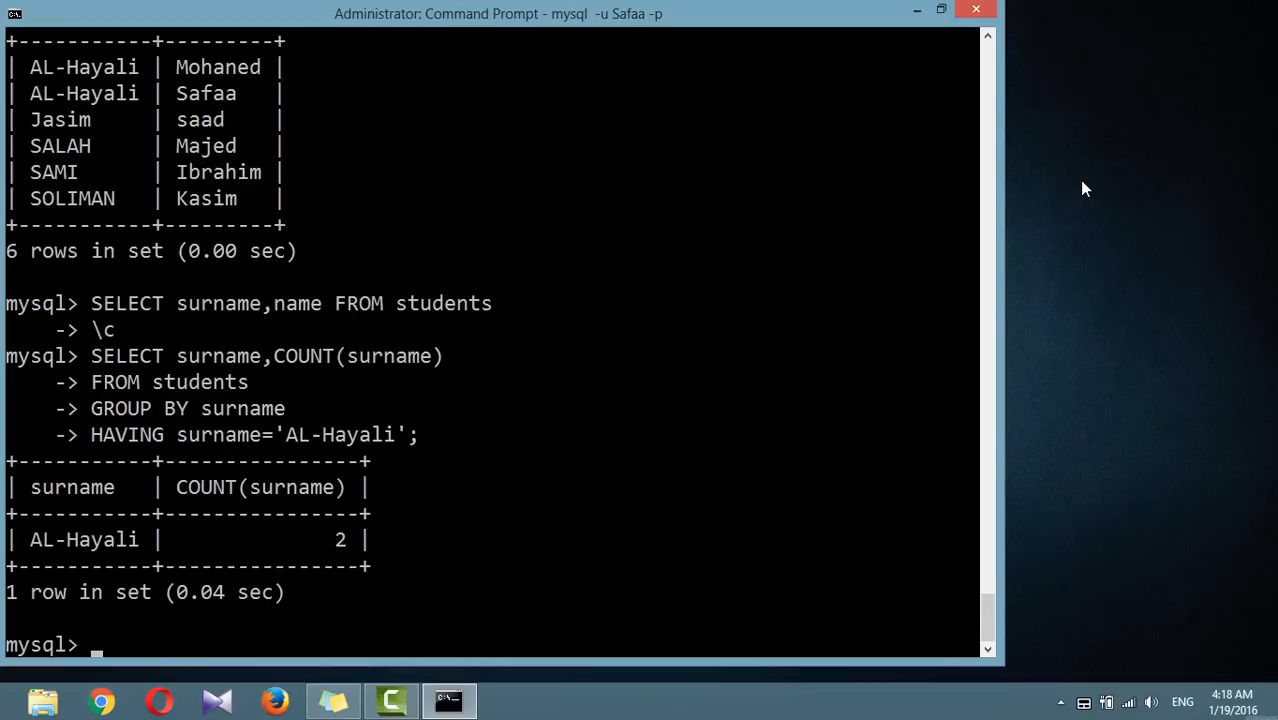 Administrator: Command Prompt - mysql  -u Safaa -p
+-----------+---------+
| AL-Hayali | Mohaned |
| AL-Hayali | Safaa   |
| Jasim     | saad    |
| SALAH     | Majed   |
| SAMI      | Ibrahim |
| SOLIMAN   | Kasim   |
+-----------+---------+
6 rows in set (0.00 sec)
mysql> SELECT surname,name FROM students
    -> \c
mysql> SELECT surname,COUNT(surname)
    -> FROM students
    -> GROUP BY surname
    -> HAVING surname='AL-Hayali';
+-----------+----------------+
| surname   | COUNT(surname) |
+-----------+----------------+
| AL-Hayali |              2 |
+-----------+----------------+
1 row in set (0.04 sec)
mysql> _
ENG
4:18 AM
1/19/2016